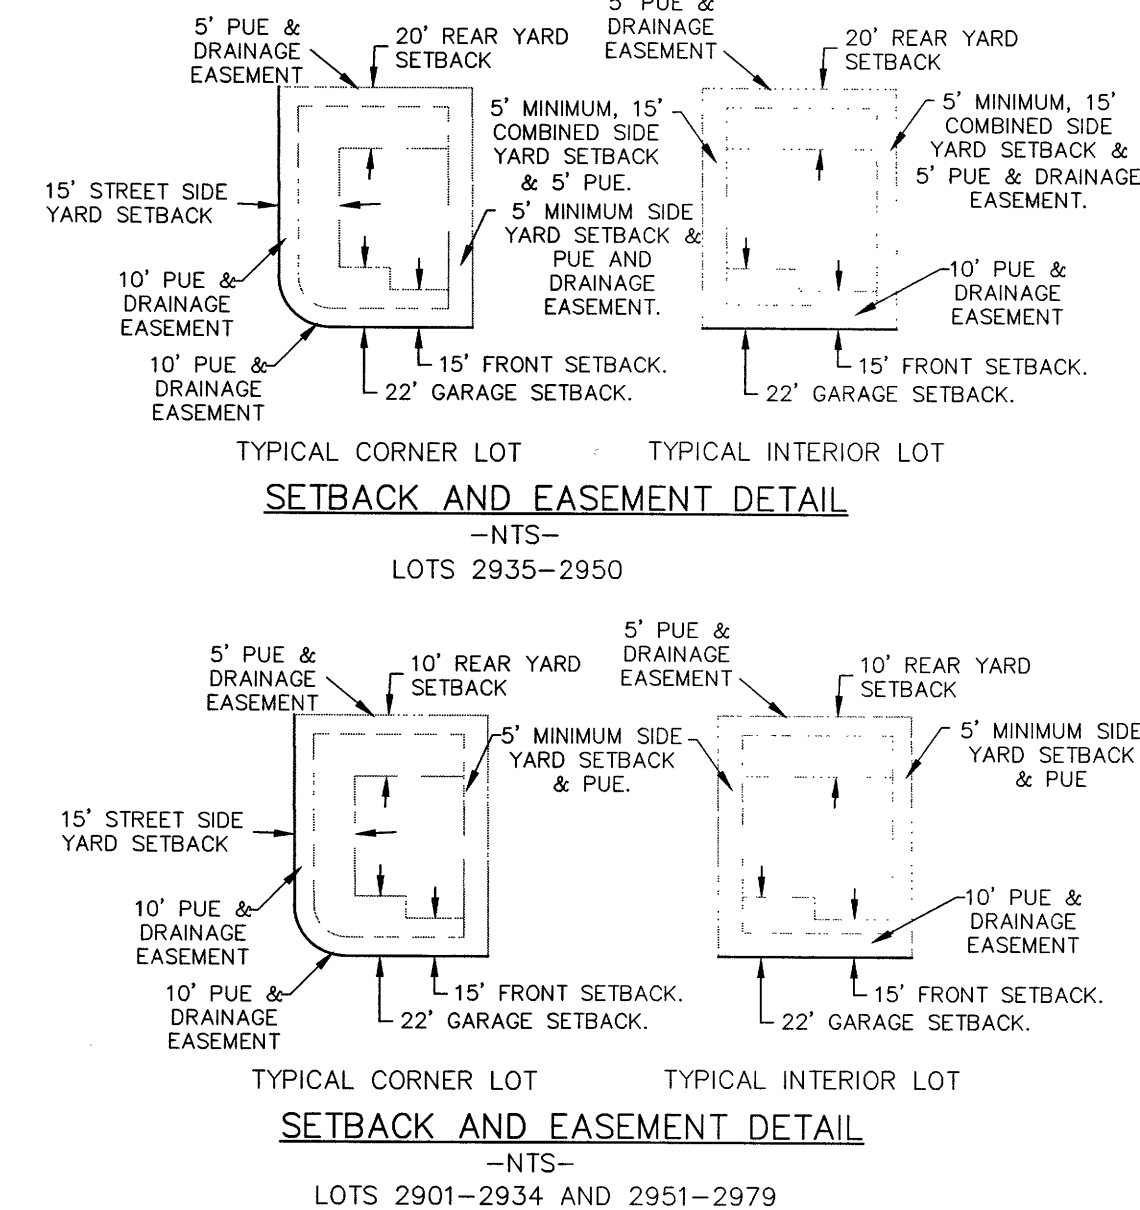 5' PUE &
DRAINAGE
EASEMENT
20' REAR YARD
SETBACK
5' PUE &
DRAINAGE
EASEMENT
20' REAR YARD
SETBACK
5' MINIMUM, 15'
COMBINED SIDE
YARD SETBACK
& 5' PUE.
5' MINIMUM, 15'
COMBINED SIDE
YARD SETBACK &
5' PUE & DRAINAGE
EASEMENT.
15' STREET SIDE
YARD SETBACK
5' MINIMUM SIDE
YARD SETBACK &
PUE AND
DRAINAGE
EASEMENT.
10' PUE &
DRAINAGE
EASEMENT
10' PUE &
DRAINAGE
EASEMENT
10' PUE &
DRAINAGE
EASEMENT
15' FRONT SETBACK.
22' GARAGE SETBACK.
15' FRONT SETBACK.
22' GARAGE SETBACK.
TYPICAL CORNER LOT
TYPICAL INTERIOR LOT
SETBACK AND EASEMENT DETAIL
-NTS-
LOTS 2935-2950
5' PUE &
DRAINAGE
EASEMENT
10' REAR YARD
SETBACK
5' PUE &
DRAINAGE
EASEMENT
10' REAR YARD
SETBACK
5' MINIMUM SIDE
YARD SETBACK
& PUE.
5' MINIMUM SIDE
YARD SETBACK
& PUE
15' STREET SIDE
YARD SETBACK
10' PUE &
DRAINAGE
EASEMENT
10' PUE &
DRAINAGE
EASEMENT
10' PUE &
DRAINAGE
EASEMENT
15' FRONT SETBACK.
22' GARAGE SETBACK.
15' FRONT SETBACK.
22' GARAGE SETBACK.
TYPICAL CORNER LOT
TYPICAL INTERIOR LOT
SETBACK AND EASEMENT DETAIL
-NTS-
LOTS 2901-2934 AND 2951-2979